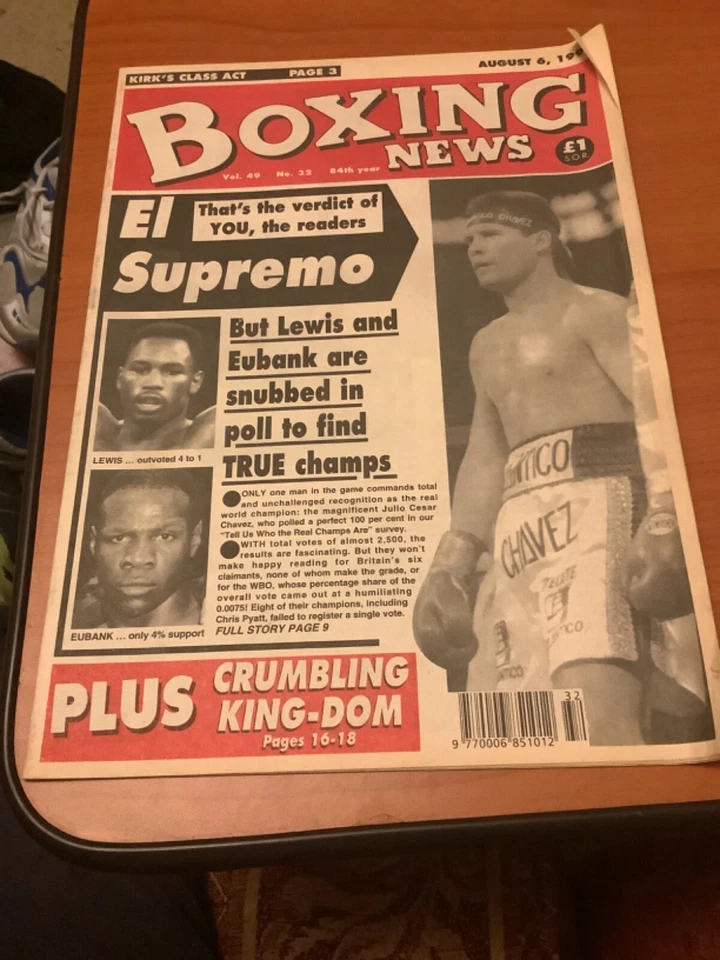 KIRK'S CLASS ACT PAGE 3
AUGUST 6, 199
BOXING
NEWS
£1
S.O.R.
Vol. 49 No. 32 84th year
El
Supremo
That's the verdict of
YOU, the readers
But Lewis and
Eubank are
snubbed in
poll to find
TRUE champs
LEWIS ... outvoted 4 to 1
EUBANK ... only 4% support
ONLY one man in the game commands total
and unchallenged recognition as the real
world champion: the magnificent Julio Cesar
Chavez, who polled a perfect 100 per cent in our
"Tell Us Who the Real Champs Are" survey.
WITH total votes of almost 2,500, the
results are fascinating. But they won't
make happy reading for Britain's six
claimants, none of whom make the grade, or
for the WBO, whose percentage share of the
overall vote came out at a humiliating
0.0075! Eight of their champions, including
Chris Pyatt, failed to register a single vote.
FULL STORY PAGE 9
CHAVEZ
CHAVEZ
PLUS
CRUMBLING
KING-DOM
Pages 16-18
32
9 770006 851012